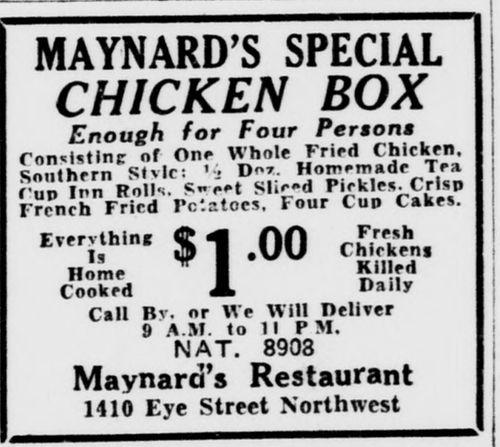 MAYNARD'S SPECIAL
CHICKEN BOX
Enough for Four Persons
Consisting of One Whole Fried Chicken,
Southern Style: ½ Doz. Homemade Tea
Cup Inn Rolls, Sweet Sliced Pickles, Crisp
French Fried Potatoes, Four Cup Cakes.
Everything
Is
Home
Cooked
$1.00
Fresh
Chickens
Killed
Daily
Call By, or We Will Deliver
9 A.M. to 11 P.M.
NAT. 8908
Maynard's Restaurant
1410 Eye Street Northwest